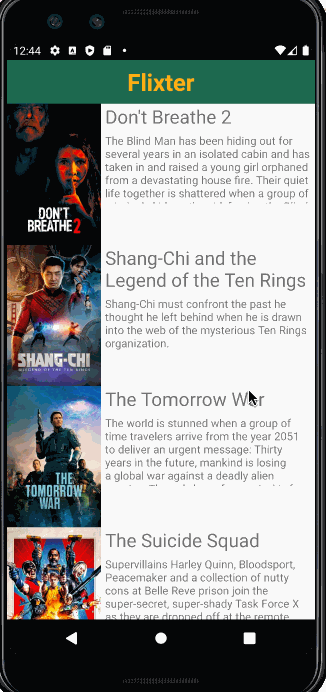 12:44
Flixter
Don't Breathe 2
The Blind Man has been hiding out for
several years in an isolated cabin and has
taken in and raised a young girl orphaned
from a devastating house fire. Their quiet
life together is shattered when a group of
DON'T
BREATHE 2
Shang-Chi and the
Legend of the Ten Rings
Shang-Chi must confront the past he
thought he left behind when he is drawn
into the web of the mysterious Ten Rings
organization.
SHANG-CHI
The Tomorrow War
The world is stunned when a group of
time travelers arrive from the year 2051
to deliver an urgent message: Thirty
years in the future, mankind is losing
a global war against a deadly alien
THE
TOMORROW
WAR
The Suicide Squad
Supervillains Harley Quinn, Bloodsport,
Peacemaker and a collection of nutty
cons at Belle Reve prison join the
super-secret, super-shady Task Force X
as they are dropped off at the remote